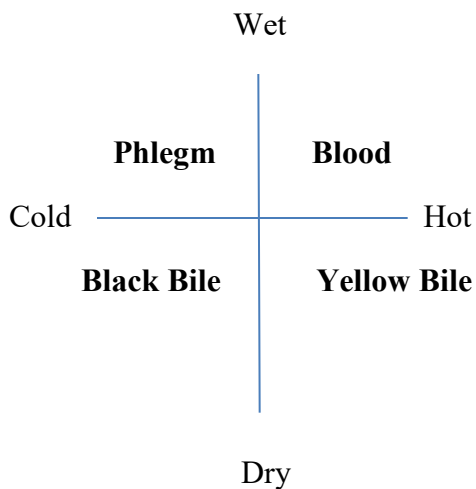 Wet
Phlegm Blood
Cold Hot
Black Bile Yellow Bile
Dry